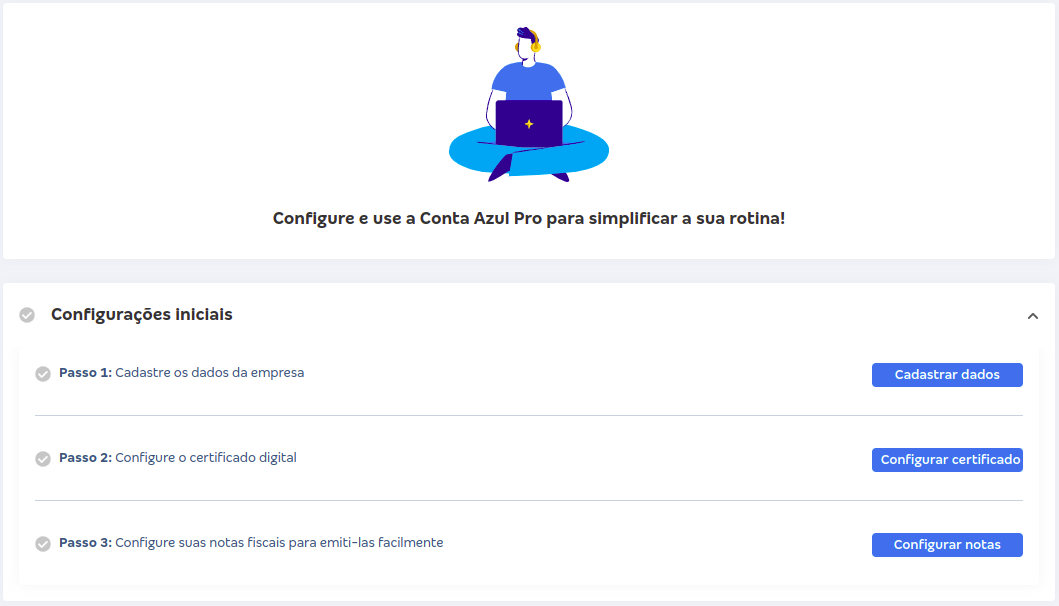 Configure e use a Conta Azul Pro para simplificar a sua rotina!
Configurações iniciais
Passo 1: Cadastre os dados da empresa
Cadastrar dados
Passo 2: Configure o certificado digital
Configurar certificado
Passo 3: Configure suas notas fiscais para emiti-las facilmente
Configurar notas